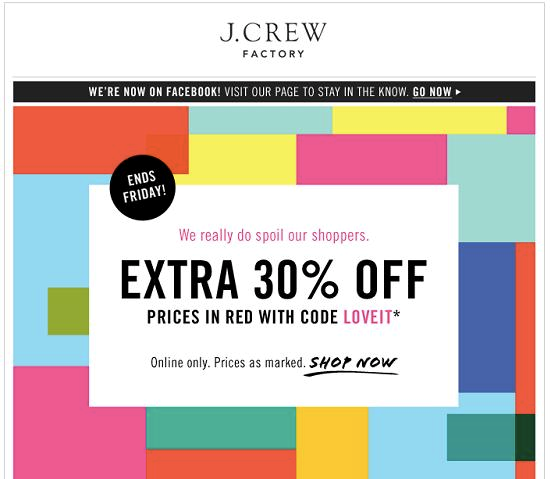 J.CREW
FACTORY
WE'RE NOW ON FACEBOOK! VISIT OUR PAGE TO STAY IN THE KNOW. GO NOW ▸
ENDS
FRIDAY!
We really do spoil our shoppers.
EXTRA 30% OFF
PRICES IN RED WITH CODE LOVEIT*
Online only. Prices as marked. SHOP NOW